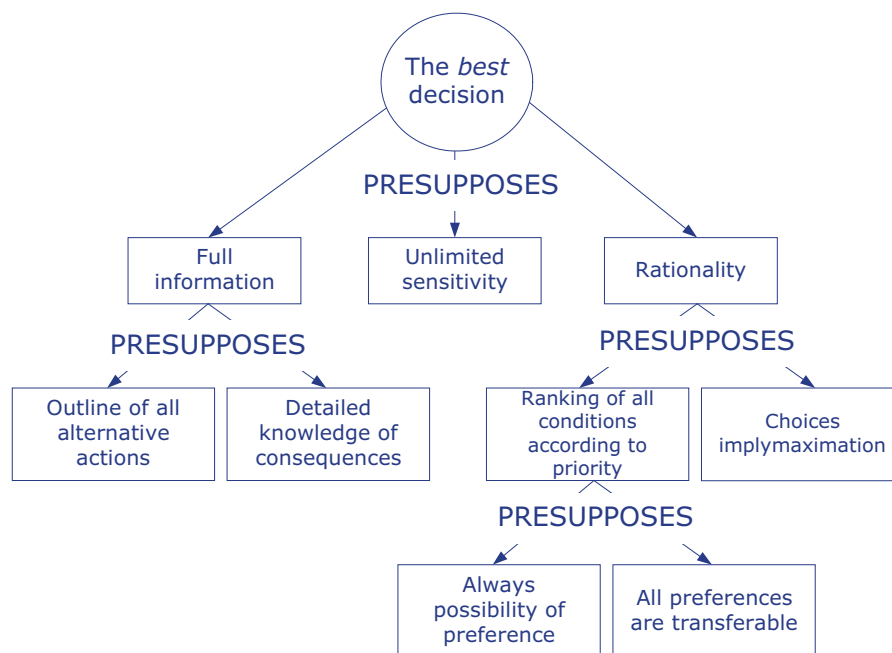 The best
decision
PRESUPPOSES
Full
information
Unlimited
sensitivity
Rationality
PRESUPPOSES
PRESUPPOSES
Outline of all
alternative
actions
Detailed
knowledge of
consequences
Ranking of all
conditions
according to
priority
Choices
implymaximation
PRESUPPOSES
Always
possibility of
preference
All preferences
are transferable